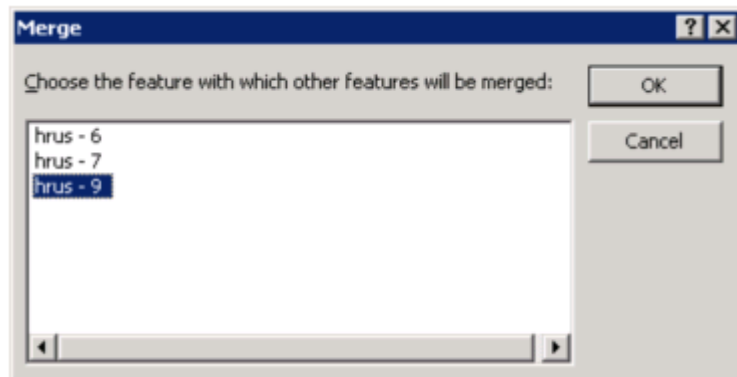 Merge
Choose the feature with which other features will be merged:
OK
hrus - 6
Cancel
hrus - 7
hrus - 9